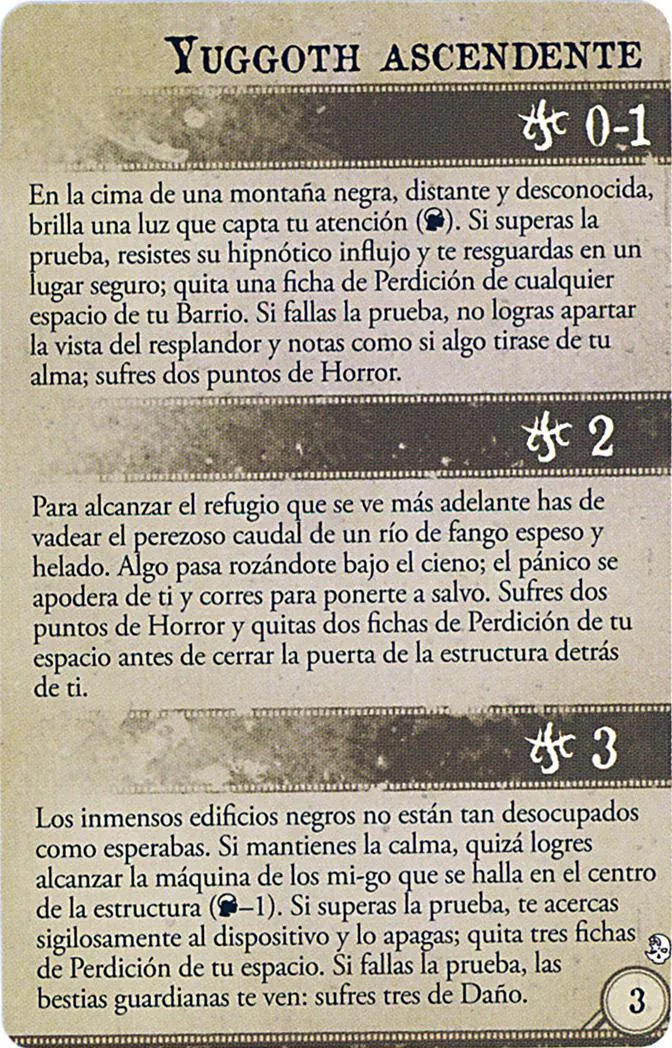 Yuggoth ascendente
0-1
En la cima de una montaña negra, distante y desconocida,
brilla una luz que capta tu atención (). Si superas la
prueba, resistes su hipnótico influjo y te resguardas en un
lugar seguro; quita una ficha de Perdición de cualquier
espacio de tu Barrio. Si fallas la prueba, no logras apartar
la vista del resplandor y notas como si algo tirase de tu
alma; sufres dos puntos de Horror.
2
Para alcanzar el refugio que se ve más adelante has de
vadear el perezoso caudal de un río de fango espeso y
helado. Algo pasa rozándote bajo el cieno; el pánico se
apodera de ti y corres para ponerte a salvo. Sufres dos
puntos de Horror y quitas dos fichas de Perdición de tu
espacio antes de cerrar la puerta de la estructura detrás
de ti.
3
Los inmensos edificios negros no están tan desocupados
como esperabas. Si mantienes la calma, quizá logres
alcanzar la máquina de los mi-go que se halla en el centro
de la estructura (–1). Si superas la prueba, te acercas
sigilosamente al dispositivo y lo apagas; quita tres fichas
de Perdición de tu espacio. Si fallas la prueba, las
bestias guardianas te ven: sufres tres de Daño.
3